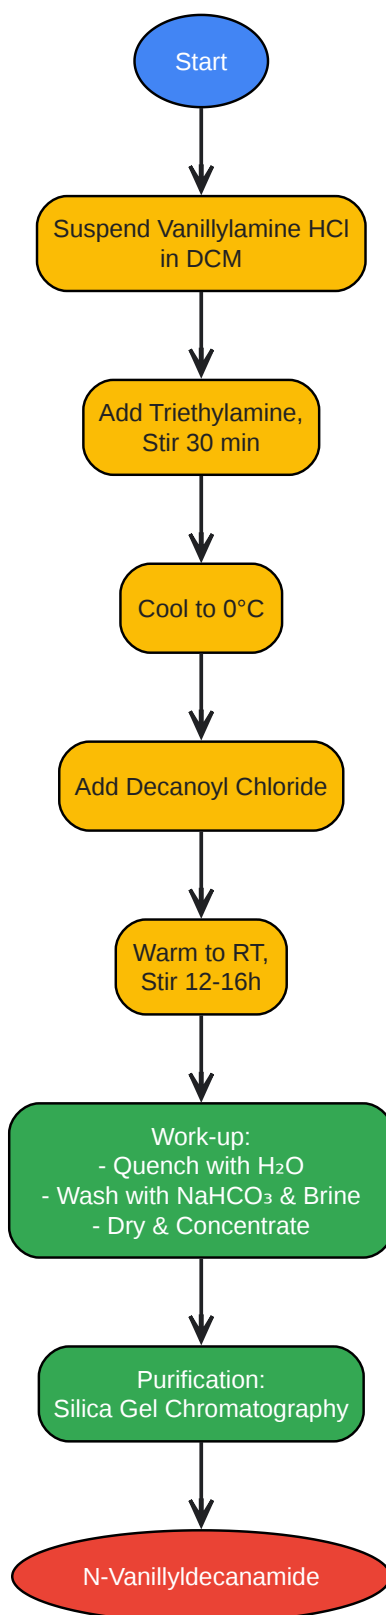 Start
Suspend Vanillylamine HCl
in DCM
Add Triethylamine,
Stir 30 min
Cool to 0°C
Add Decanoyl Chloride
Warm to RT,
Stir 12-16h
Work-up:
- Quench with H₂O
- Wash with NaHCO₃ & Brine
- Dry & Concentrate
Purification:
Silica Gel Chromatography
N-Vanillyldecanamide